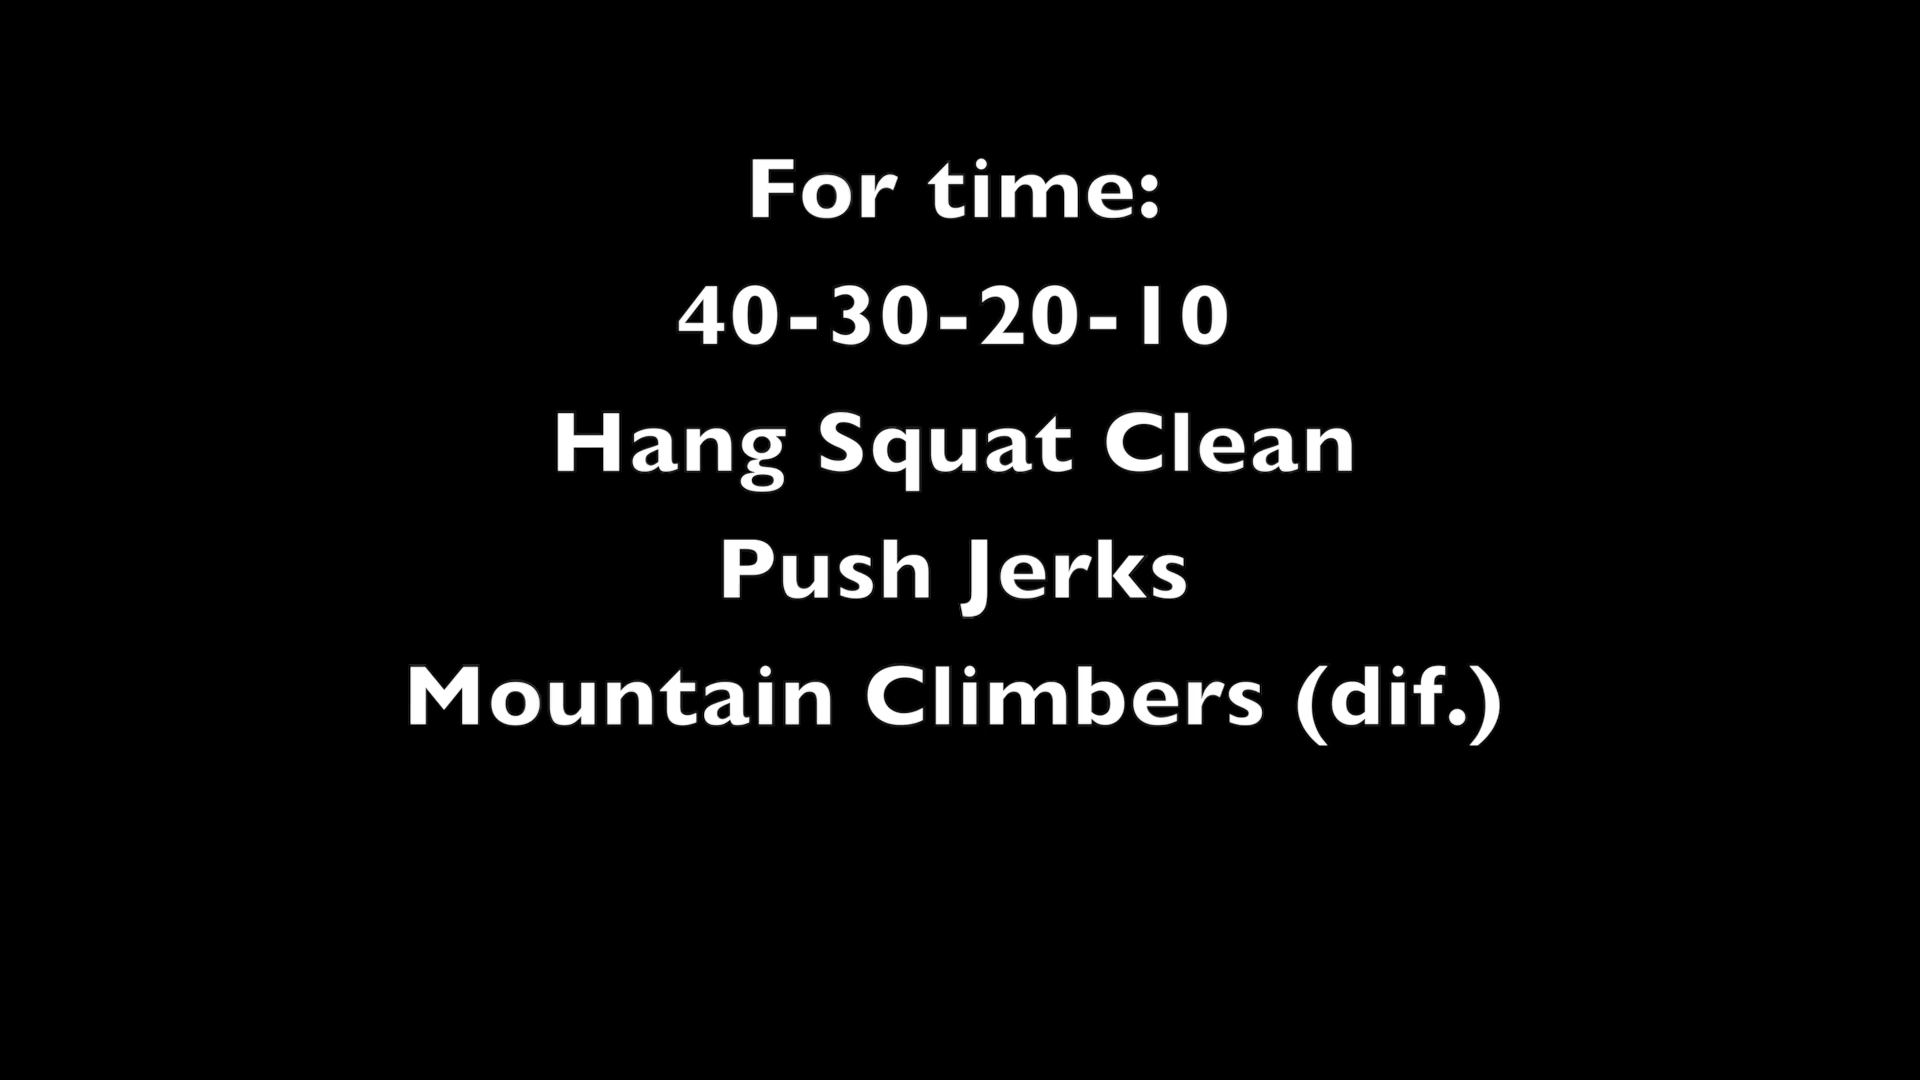 For time:
40-30-20-10
Hang Squat Clean
Push Jerks
Mountain Climbers (dif.)